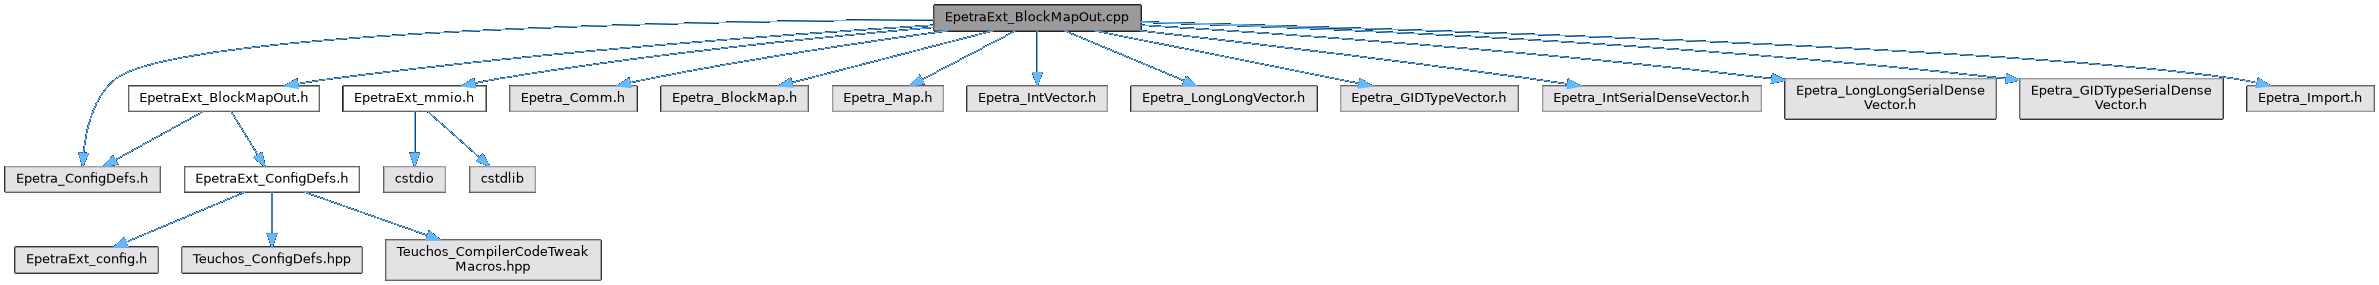 EpetraExt_BlockMapOut.cpp
EpetraExt_BlockMapOut.h
EpetraExt_mmio.h
Epetra_Comm.h
Epetra_BlockMap.h
Epetra_Map.h
Epetra_IntVector.h
Epetra_LongLongVector.h
Epetra_GIDTypeVector.h
Epetra_IntSerialDenseVector.h
Epetra_LongLongSerialDense
Vector.h
Epetra_GIDTypeSerialDense
Vector.h
Epetra_Import.h
Epetra_ConfigDefs.h
EpetraExt_ConfigDefs.h
cstdio
cstdlib
EpetraExt_config.h
Teuchos_ConfigDefs.hpp
Teuchos_CompilerCodeTweak
Macros.hpp